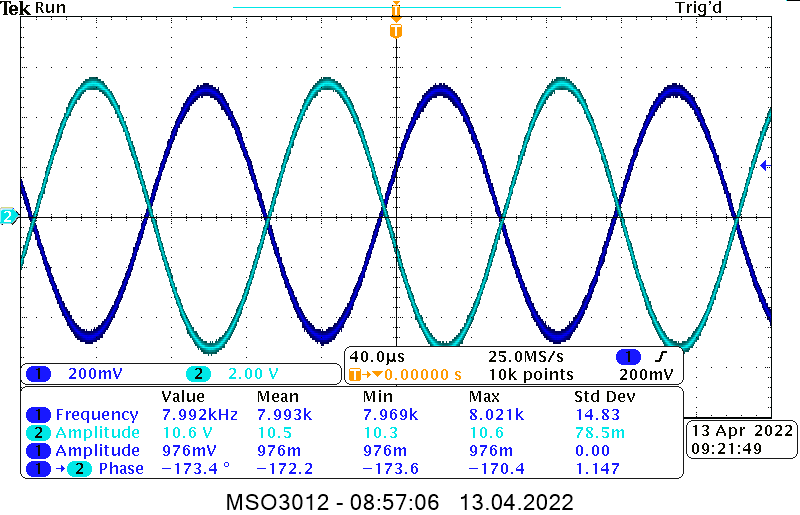 Tek Run Trig'd
T
T
2
1 200mV 2 2.00 V
40.0µs 25.0MS/s 1
T→▼0.00000 s 10k points 200mV
Value Mean Min Max Std Dev
1 Frequency 7.992kHz 7.993k 7.969k 8.021k 14.83
2 Amplitude 10.6 V 10.5 10.3 10.6 78.5m
1 Amplitude 976mV 976m 976m 976m 0.00
1 → 2 Phase −173.4 ° −172.2 −173.6 −170.4 1.147
13 Apr 2022
09:21:49
MSO3012 - 08:57:06 13.04.2022